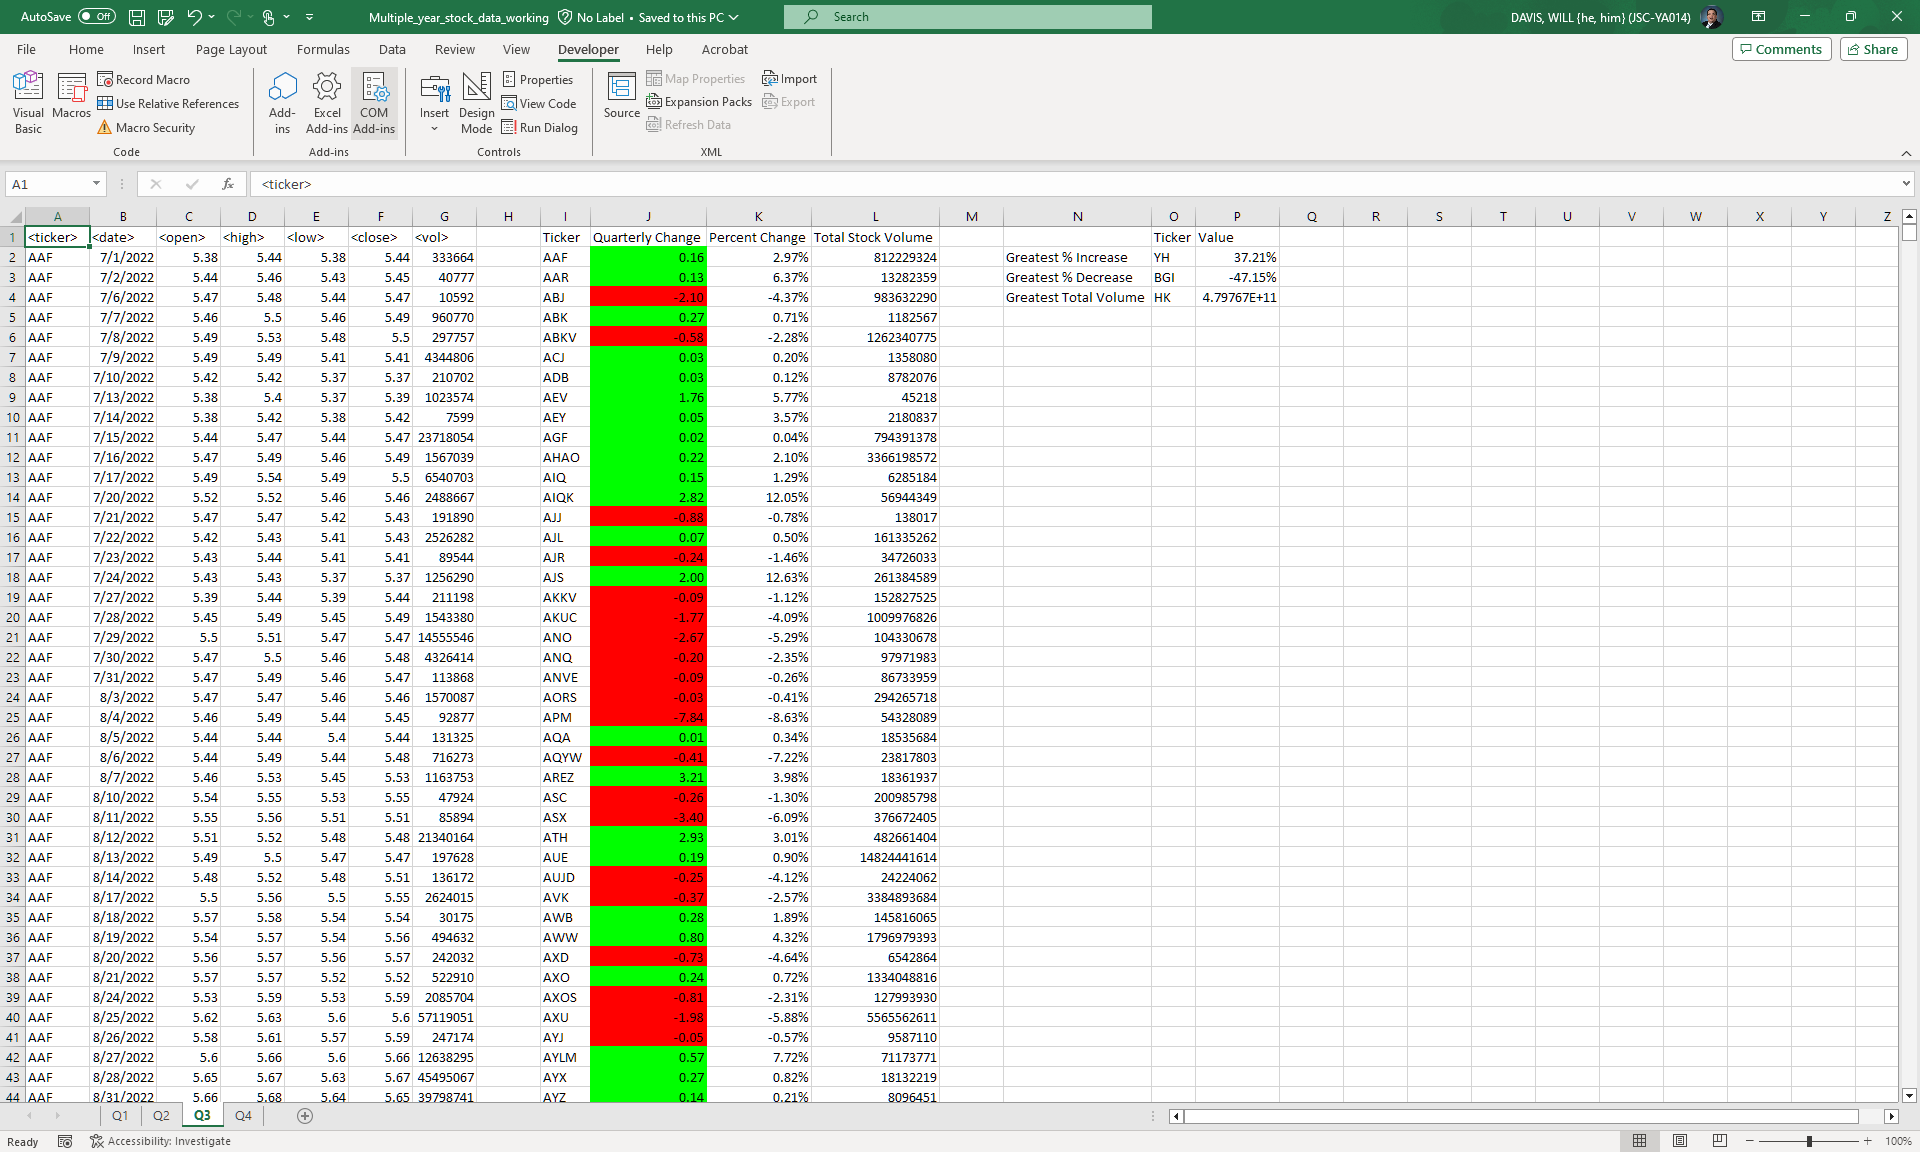 AutoSave Off Multiple_year_stock_data_working No Label • Saved to this PC Search DAVIS, WILL {he, him} (JSC-YA014)
File Home Insert Page Layout Formulas Data Review View Developer Help Acrobat Comments Share
Visual Basic
Macros
Record Macro
Use Relative References
Macro Security
Code
Add-ins
Excel Add-ins
COM Add-ins
Add-ins
Insert
Design Mode
Properties
View Code
Run Dialog
Controls
Source
Map Properties
Expansion Packs
Refresh Data
Import
Export
XML
A1 fx <ticker>
A B C D E F G H I J K L M N O P Q R S T U V W X Y Z
1 <ticker> <date> <open> <high> <low> <close> <vol> Ticker Quarterly Change Percent Change Total Stock Volume Ticker Value
2 AAF 7/1/2022 5.38 5.44 5.38 5.44 333664 AAF 0.16 2.97% 812229324 Greatest % Increase YH 37.21%
3 AAF 7/2/2022 5.44 5.46 5.43 5.45 40777 AAR 0.13 6.37% 13282359 Greatest % Decrease BGI -47.15%
4 AAF 7/6/2022 5.47 5.48 5.44 5.47 10592 ABJ -2.10 -4.37% 983632290 Greatest Total Volume HK 4.79767E+11
5 AAF 7/7/2022 5.46 5.5 5.46 5.49 960770 ABK 0.27 0.71% 1182567
6 AAF 7/8/2022 5.49 5.53 5.48 5.5 297757 ABKV -0.58 -2.28% 1262340775
7 AAF 7/9/2022 5.49 5.49 5.41 5.41 4344806 ACJ 0.03 0.20% 1358080
8 AAF 7/10/2022 5.42 5.42 5.37 5.37 210702 ADB 0.03 0.12% 8782076
9 AAF 7/13/2022 5.38 5.4 5.37 5.39 1023574 AEV 1.76 5.77% 45218
10 AAF 7/14/2022 5.38 5.42 5.38 5.42 7599 AEY 0.05 3.57% 2180837
11 AAF 7/15/2022 5.44 5.47 5.44 5.47 23718054 AGF 0.02 0.04% 794391378
12 AAF 7/16/2022 5.47 5.49 5.46 5.49 1567039 AHAO 0.22 2.10% 3366198572
13 AAF 7/17/2022 5.49 5.54 5.49 5.5 6540703 AIQ 0.15 1.29% 6285184
14 AAF 7/20/2022 5.52 5.52 5.46 5.46 2488667 AIQK 2.82 12.05% 56944349
15 AAF 7/21/2022 5.47 5.47 5.42 5.43 191890 AJJ -0.88 -0.78% 138017
16 AAF 7/22/2022 5.42 5.43 5.41 5.43 2526282 AJL 0.07 0.50% 161335262
17 AAF 7/23/2022 5.43 5.44 5.41 5.41 89544 AJR -0.24 -1.46% 34726033
18 AAF 7/24/2022 5.43 5.43 5.37 5.37 1256290 AJS 2.00 12.63% 261384589
19 AAF 7/27/2022 5.39 5.44 5.39 5.44 211198 AKKV -0.09 -1.12% 152827525
20 AAF 7/28/2022 5.45 5.49 5.45 5.49 1543380 AKUC -1.77 -4.09% 1009976826
21 AAF 7/29/2022 5.5 5.51 5.47 5.47 14555546 ANO -2.67 -5.29% 104330678
22 AAF 7/30/2022 5.47 5.5 5.46 5.48 4326414 ANQ -0.20 -2.35% 97971983
23 AAF 7/31/2022 5.47 5.49 5.46 5.47 113868 ANVE -0.09 -0.26% 86733959
24 AAF 8/3/2022 5.47 5.47 5.46 5.46 1570087 AORS -0.03 -0.41% 294265718
25 AAF 8/4/2022 5.46 5.49 5.44 5.45 92877 APM -7.84 -8.63% 54328089
26 AAF 8/5/2022 5.44 5.44 5.4 5.44 131325 AQA 0.01 0.34% 18535684
27 AAF 8/6/2022 5.44 5.49 5.44 5.48 716273 AQYW -0.41 -7.22% 23817803
28 AAF 8/7/2022 5.46 5.53 5.45 5.53 1163753 AREZ 3.21 3.98% 18361937
29 AAF 8/10/2022 5.54 5.55 5.53 5.55 47924 ASC -0.26 -1.30% 200985798
30 AAF 8/11/2022 5.55 5.56 5.51 5.51 85894 ASX -3.40 -6.09% 376672405
31 AAF 8/12/2022 5.51 5.52 5.48 5.48 21340164 ATH 2.93 3.01% 482661404
32 AAF 8/13/2022 5.49 5.5 5.47 5.47 197628 AUE 0.19 0.90% 14824441614
33 AAF 8/14/2022 5.48 5.52 5.48 5.51 136172 AUJD -0.25 -4.12% 24224062
34 AAF 8/17/2022 5.5 5.56 5.5 5.55 2624015 AVK -0.37 -2.57% 3384893684
35 AAF 8/18/2022 5.57 5.58 5.54 5.54 30175 AWB 0.28 1.89% 145816065
36 AAF 8/19/2022 5.54 5.57 5.54 5.56 494632 AWW 0.80 4.32% 1796979393
37 AAF 8/20/2022 5.56 5.57 5.56 5.57 242032 AXD -0.73 -4.64% 6542864
38 AAF 8/21/2022 5.57 5.57 5.52 5.52 522910 AXO 0.24 0.72% 1334048816
39 AAF 8/24/2022 5.53 5.59 5.53 5.59 2085704 AXOS -0.81 -2.31% 127993930
40 AAF 8/25/2022 5.62 5.63 5.6 5.6 57119051 AXU -1.98 -5.88% 5565562611
41 AAF 8/26/2022 5.58 5.61 5.57 5.59 247174 AYJ -0.05 -0.57% 9587110
42 AAF 8/27/2022 5.6 5.66 5.6 5.66 12638295 AYLM 0.57 7.72% 71173771
43 AAF 8/28/2022 5.65 5.67 5.63 5.67 45495067 AYX 0.27 0.82% 18132219
44 AAF 8/31/2022 5.66 5.68 5.64 5.65 39798741 AYZ 0.14 0.21% 8096451
Q1 Q2 Q3 Q4
Ready Accessibility: Investigate 100%